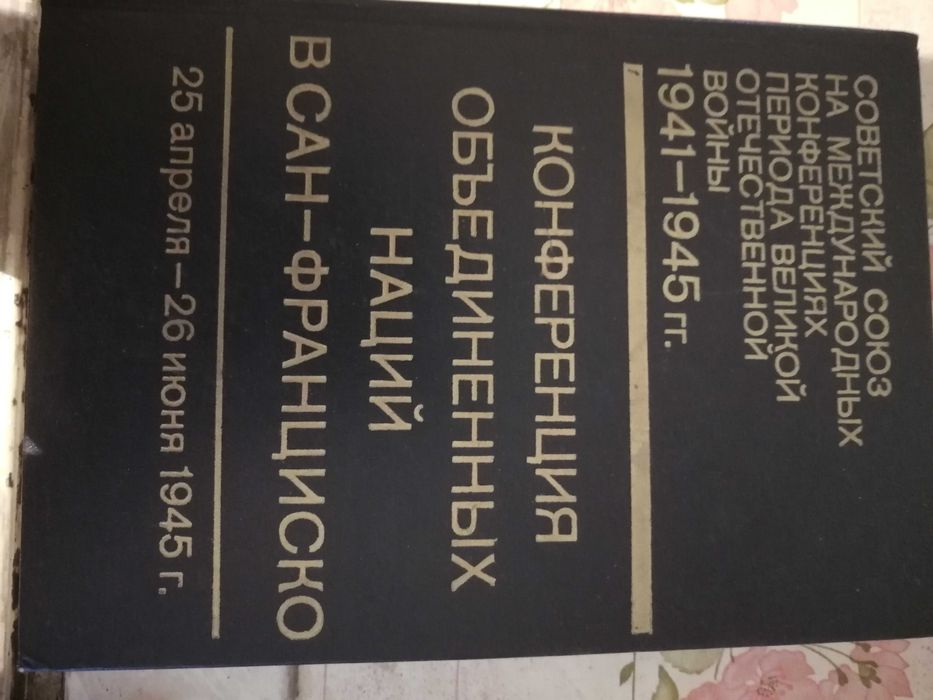 СОВЕТСКИЙ СОЮЗ
НА МЕЖДУНАРОДНЫХ
КОНФЕРЕНЦИЯХ
ПЕРИОДА ВЕЛИКОЙ
ОТЕЧЕСТВЕННОЙ
ВОЙНЫ
1941—1945 гг.
КОНФЕРЕНЦИЯ
ОБЪЕДИНЕННЫХ
НАЦИЙ
В САН-ФРАНЦИСКО
25 апреля—26 июня 1945 г.